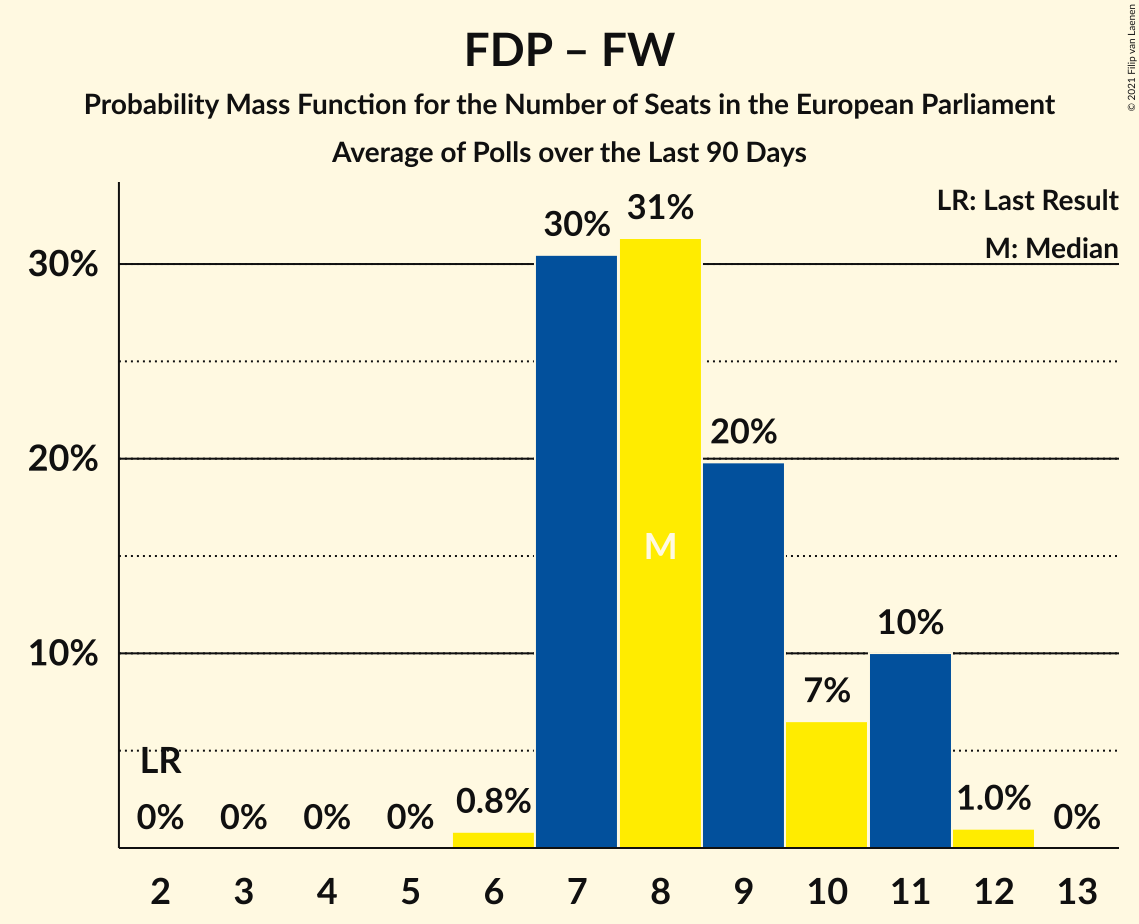 FDP – FW
Probability Mass Function for the Number of Seats in the European Parliament
Average of Polls over the Last 90 Days
© 2021 Filip van Laenen
LR: Last Result
M: Median
30%
20%
10%
LR
0%
0%
0%
0%
0.8%
30%
31%
M
20%
7%
10%
1.0%
0%
2 3 4 5 6 7 8 9 10 11 12 13